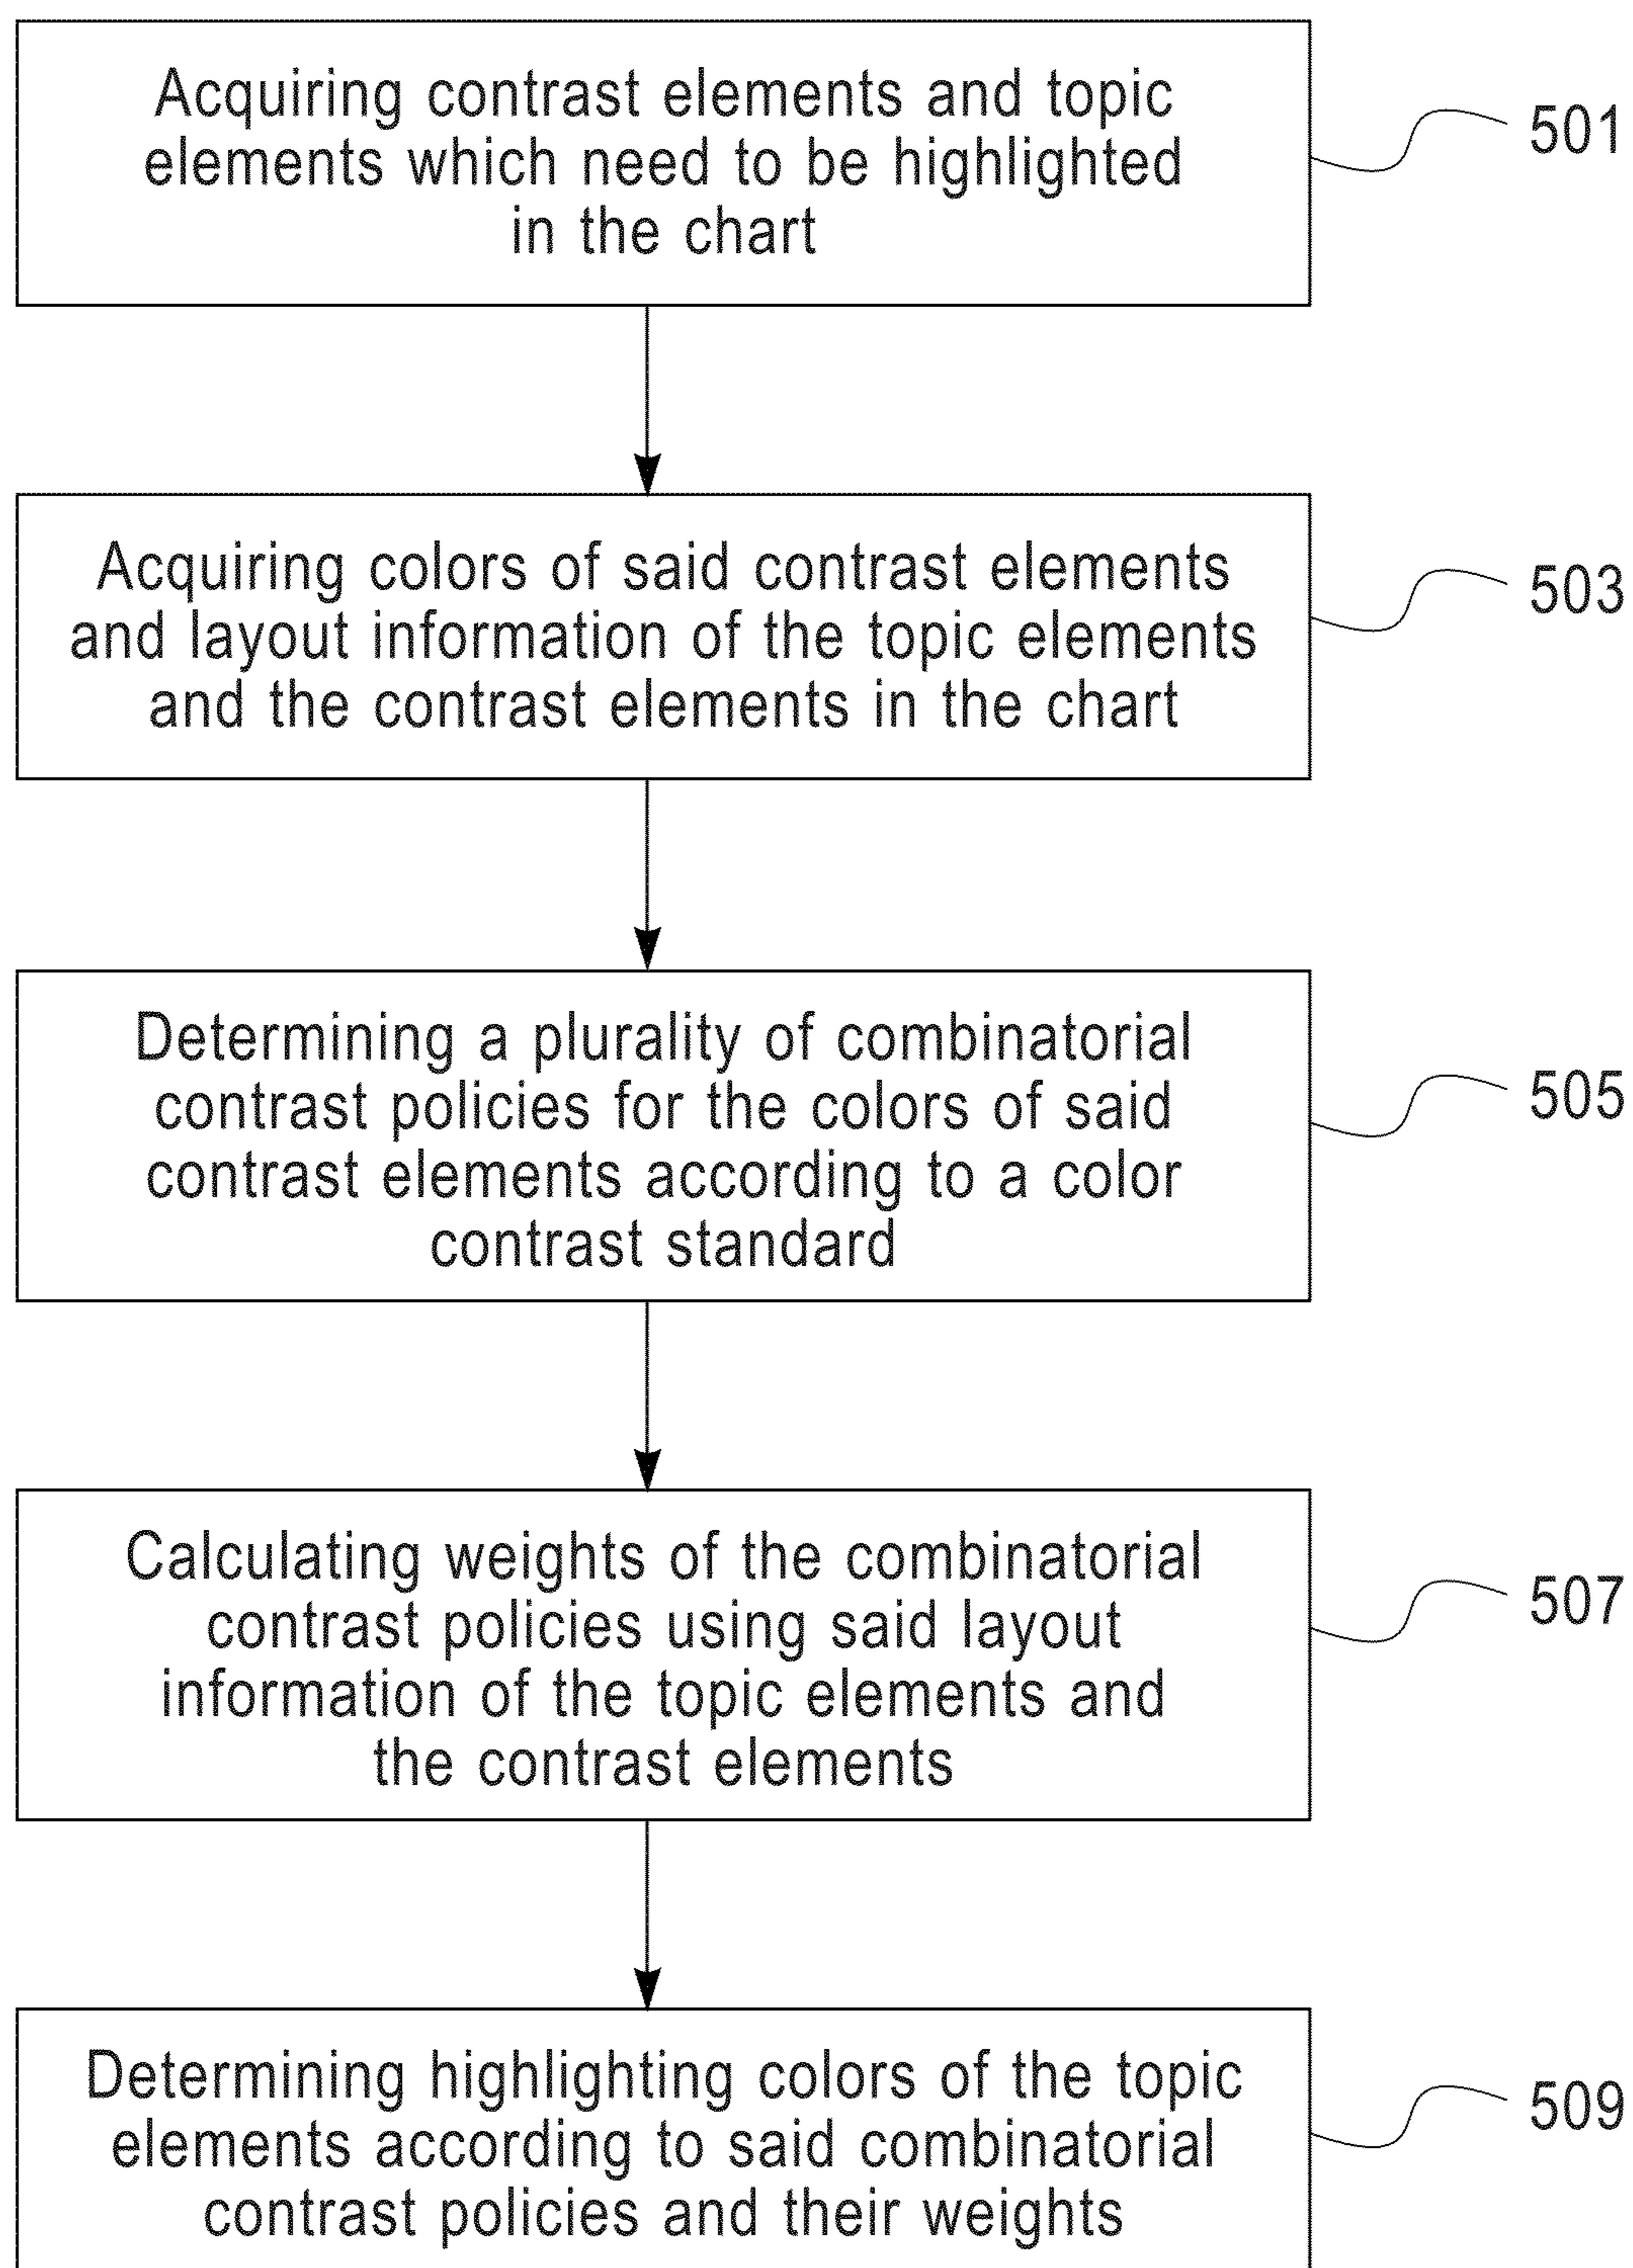 Acquiring contrast elements and topic
elements which need to be highlighted
in the chart
501
Acquiring colors of said contrast elements
and layout information of the topic elements
and the contrast elements in the chart
503
Determining a plurality of combinatorial
contrast policies for the colors of said
contrast elements according to a color
contrast standard
505
Calculating weights of the combinatorial
contrast policies using said layout
information of the topic elements and
the contrast elements
507
Determining highlighting colors of the topic
elements according to said combinatorial
contrast policies and their weights
509